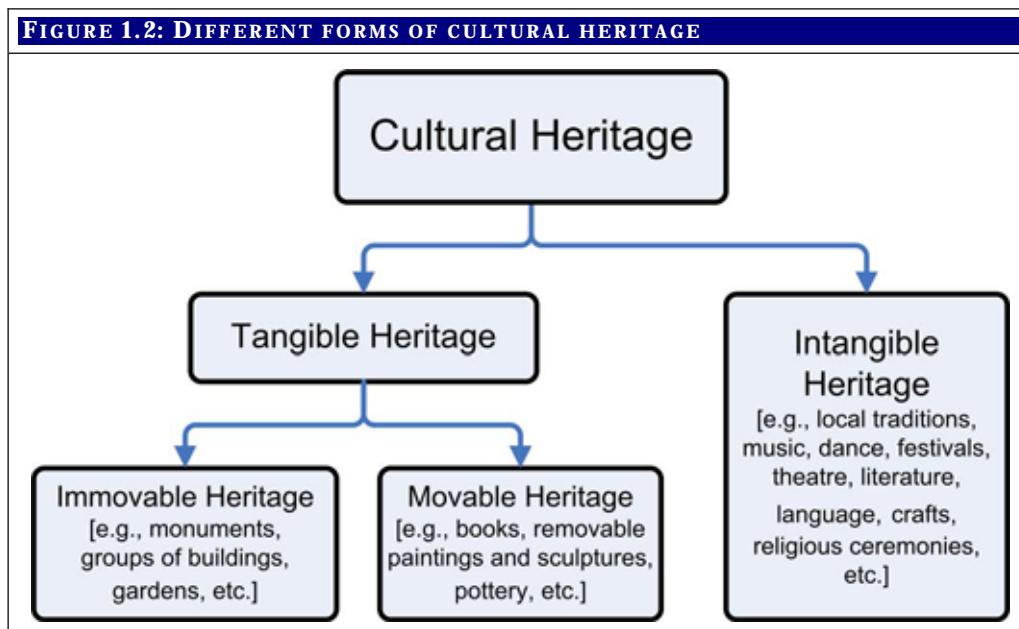 FIGURE 1.2: DIFFERENT FORMS OF CULTURAL HERITAGE
Cultural Heritage
Tangible Heritage
Intangible
Heritage
[e.g., local traditions,
music, dance, festivals,
theatre, literature,
language, crafts,
religious ceremonies,
etc.]
Immovable Heritage
[e.g., monuments,
groups of buildings,
gardens, etc.]
Movable Heritage
[e.g., books, removable
paintings and sculptures,
pottery, etc.]